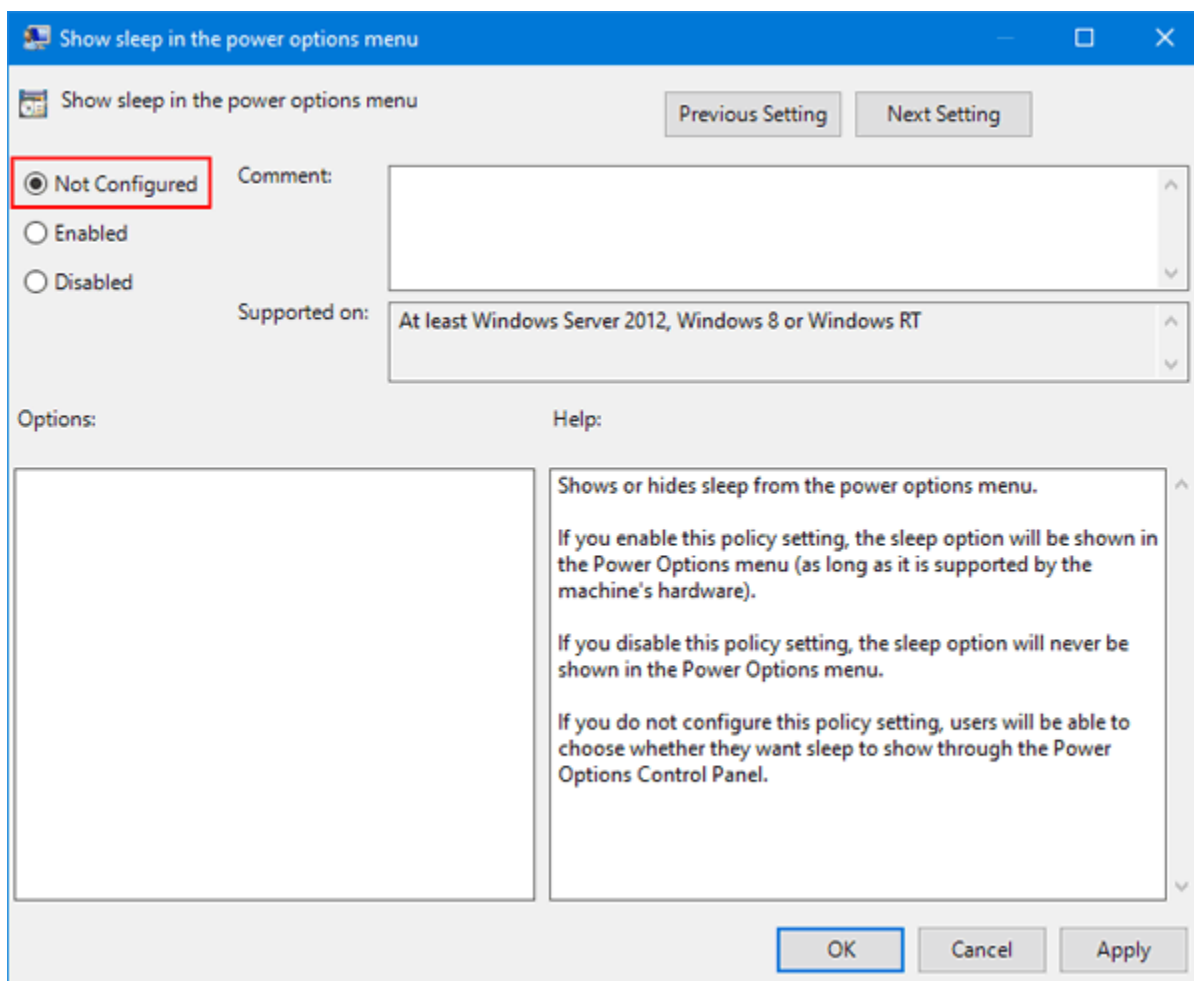 Show sleep in the power options menu
Show sleep in the power options menu
Previous Setting
Next Setting
Not Configured
Comment:
Enabled
Disabled
Supported on:
At least Windows Server 2012, Windows 8 or Windows RT
Options:
Help:
Shows or hides sleep from the power options menu.
If you enable this policy setting, the sleep option will be shown in
the Power Options menu (as long as it is supported by the
machine's hardware).
If you disable this policy setting, the sleep option will never be
shown in the Power Options menu.
If you do not configure this policy setting, users will be able to
choose whether they want sleep to show through the Power
Options Control Panel.
OK
Cancel
Apply